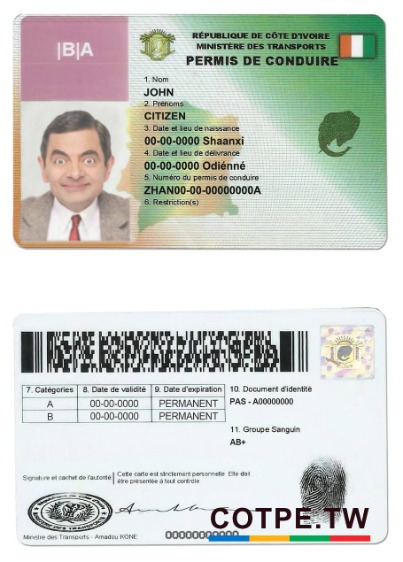 |B|A
RÉPUBLIQUE DE CÔTE D'IVOIRE
MINISTÈRE DES TRANSPORTS
PERMIS DE CONDUIRE
1. Nom
JOHN
2. Prénoms
CITIZEN
3. Date et lieu de naissance
00-00-0000 Shaanxi
4. Date et lieu de délivrance
00-00-0000 Odiénné
5. Numéro du permis de conduire
ZHAN00-00-00000000A
6. Restriction(s)
7. Catégories 8. Date de validité 9. Date d'expiration
A 00-00-0000 PERMANENT
B 00-00-0000 PERMANENT
10. Document d'identité
PAS - A00000000
11. Groupe Sanguin
AB+
Signature et cachet de l'autorité
Cette carte est strictement personnelle. Elle doit
être présentée à tout contrôle
Ministre des Transports - Amadou KONE
00000000000
COTPE.TW